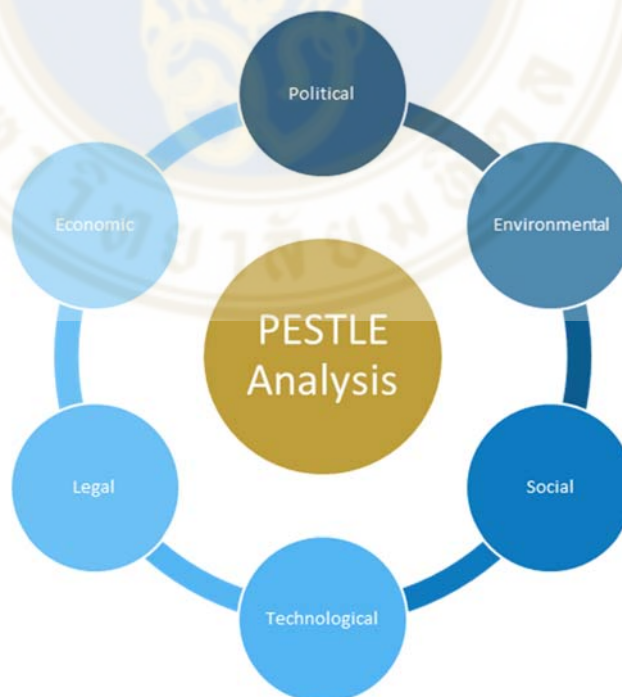 Political
Environmental
Social
Technological
Legal
Economic
PESTLE
Analysis